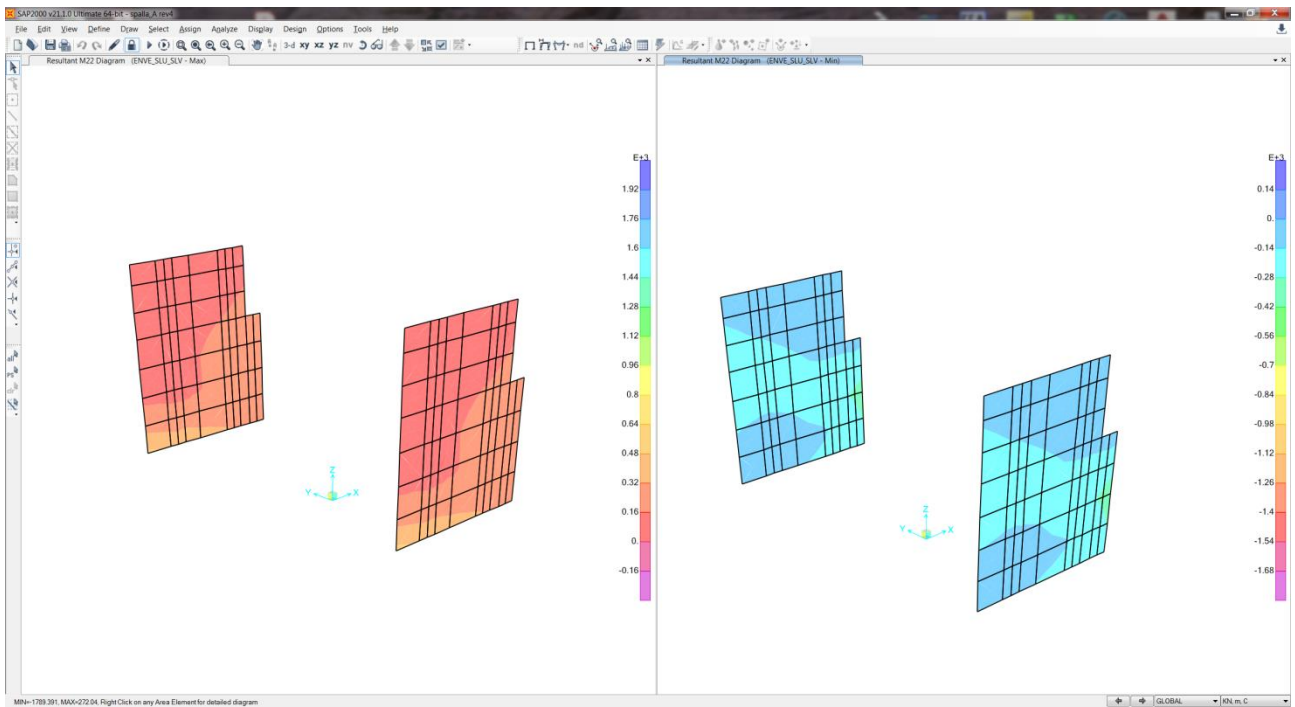 SAP2000 v21.1.0 Ultimate 64-bit - spalla_A rev4
File Edit View Define Draw Select Assign Analyze Display Design Options Tools Help
3-d xy xz yz nv
nd
Resultant M22 Diagram (ENVE_SLU_SLV - Max)
Resultant M22 Diagram (ENVE_SLU_SLV - Min)
all
PS
clr
E+3
1.92
1.76
1.6
1.44
1.28
1.12
0.96
0.8
0.64
0.48
0.32
0.16
0.
-0.16
Z
Y X
E+3
0.14
0.
-0.14
-0.28
-0.42
-0.56
-0.7
-0.84
-0.98
-1.12
-1.26
-1.4
-1.54
-1.68
Z
Y X
MIN=-1789.391, MAX=272.04, Right Click on any Area Element for detailed diagram
GLOBAL
KN, m, C